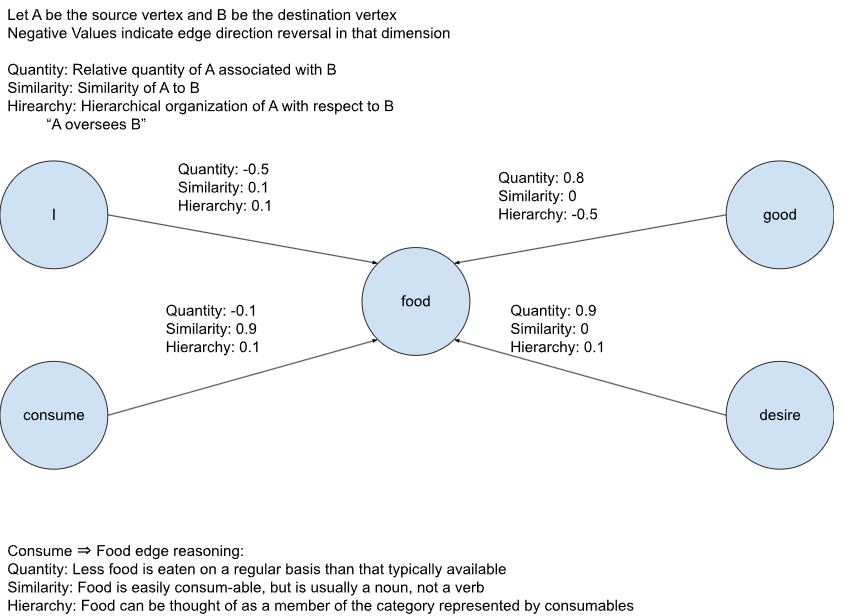 Let A be the source vertex and B be the destination vertex
Negative Values indicate edge direction reversal in that dimension
Quantity: Relative quantity of A associated with B
Similarity: Similarity of A to B
Hirearchy: Hierarchical organization of A with respect to B
"A oversees B"
Quantity: -0.5
Similarity: 0.1
Hierarchy: 0.1
Quantity: 0.8
Similarity: 0
Hierarchy: -0.5
I
good
food
Quantity: -0.1
Similarity: 0.9
Hierarchy: 0.1
Quantity: 0.9
Similarity: 0
Hierarchy: 0.1
consume
desire
Consume ⇒ Food edge reasoning:
Quantity: Less food is eaten on a regular basis than that typically available
Similarity: Food is easily consum-able, but is usually a noun, not a verb
Hierarchy: Food can be thought of as a member of the category represented by consumables